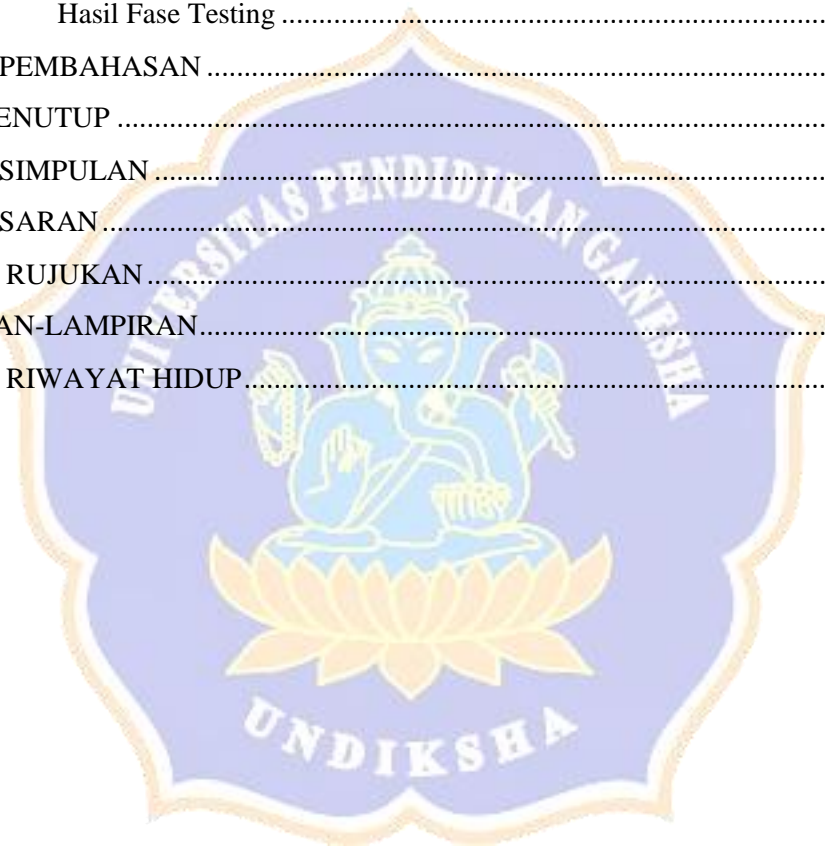 Hasil Fase Testing ........................................................................
PEMBAHASAN ..................................................................................
ENUTUP .............................................................................................
SIMPULAN ........................................................................................
SARAN ...............................................................................................
RUJUKAN ..........................................................................................
AN-LAMPIRAN ..................................................................................
RIWAYAT HIDUP ..............................................................................
UNIVERSITAS PENDIDIKAN GANESHA
UNDIKSHA